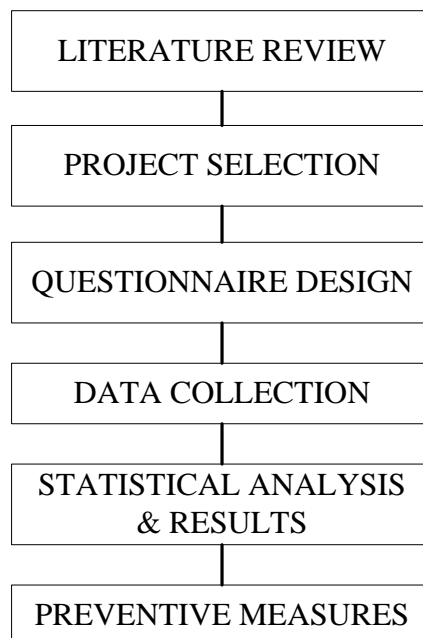 LITERATURE REVIEW
PROJECT SELECTION
QUESTIONNAIRE DESIGN
DATA COLLECTION
STATISTICAL ANALYSIS
& RESULTS
PREVENTIVE MEASURES